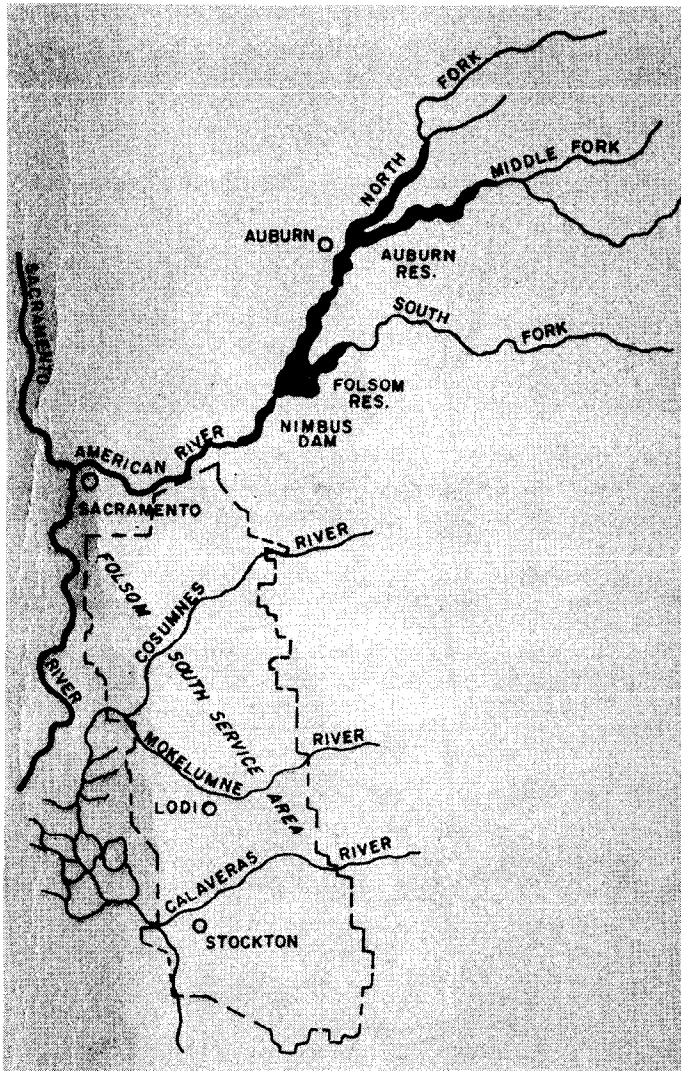 FORK
NORTH
MIDDLE FORK
AUBURN
AUBURN
RES.
SOUTH
FORK
SACRAMENTO
FOLSOM
RES.
NIMBUS
DAM
AMERICAN RIVER
SACRAMENTO
RIVER
FOLSOM
COSUMNES
RIVER
SOUTH SERVICE
AREA
MOKELUMNE
RIVER
LODI
CALAVERAS
RIVER
STOCKTON